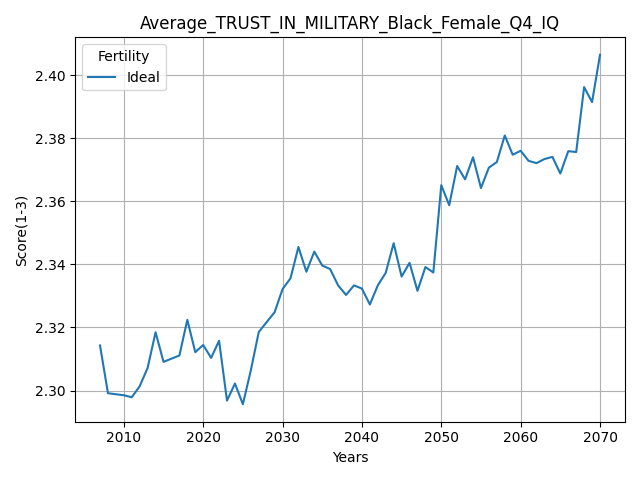 Average_TRUST_IN_MILITARY_Black_Female_Q4_IQ
Fertility
Ideal
Score(1-3)
2.40
2.38
2.36
2.34
2.32
2.30
2010 2020 2030 2040 2050 2060 2070
Years